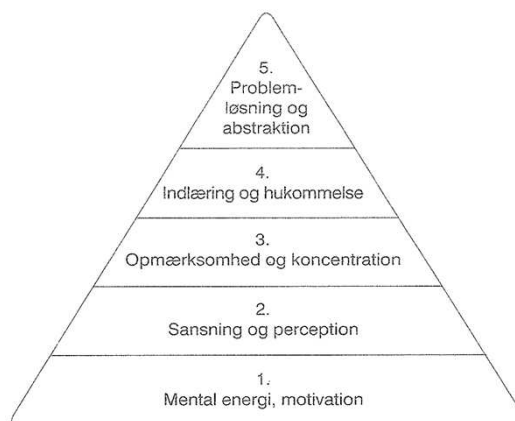 5.
Problem-
løsning og
abstraktion
4.
Indlæring og hukommelse
3.
Opmærksomhed og koncentration
2.
Sansning og perception
1.
Mental energi, motivation